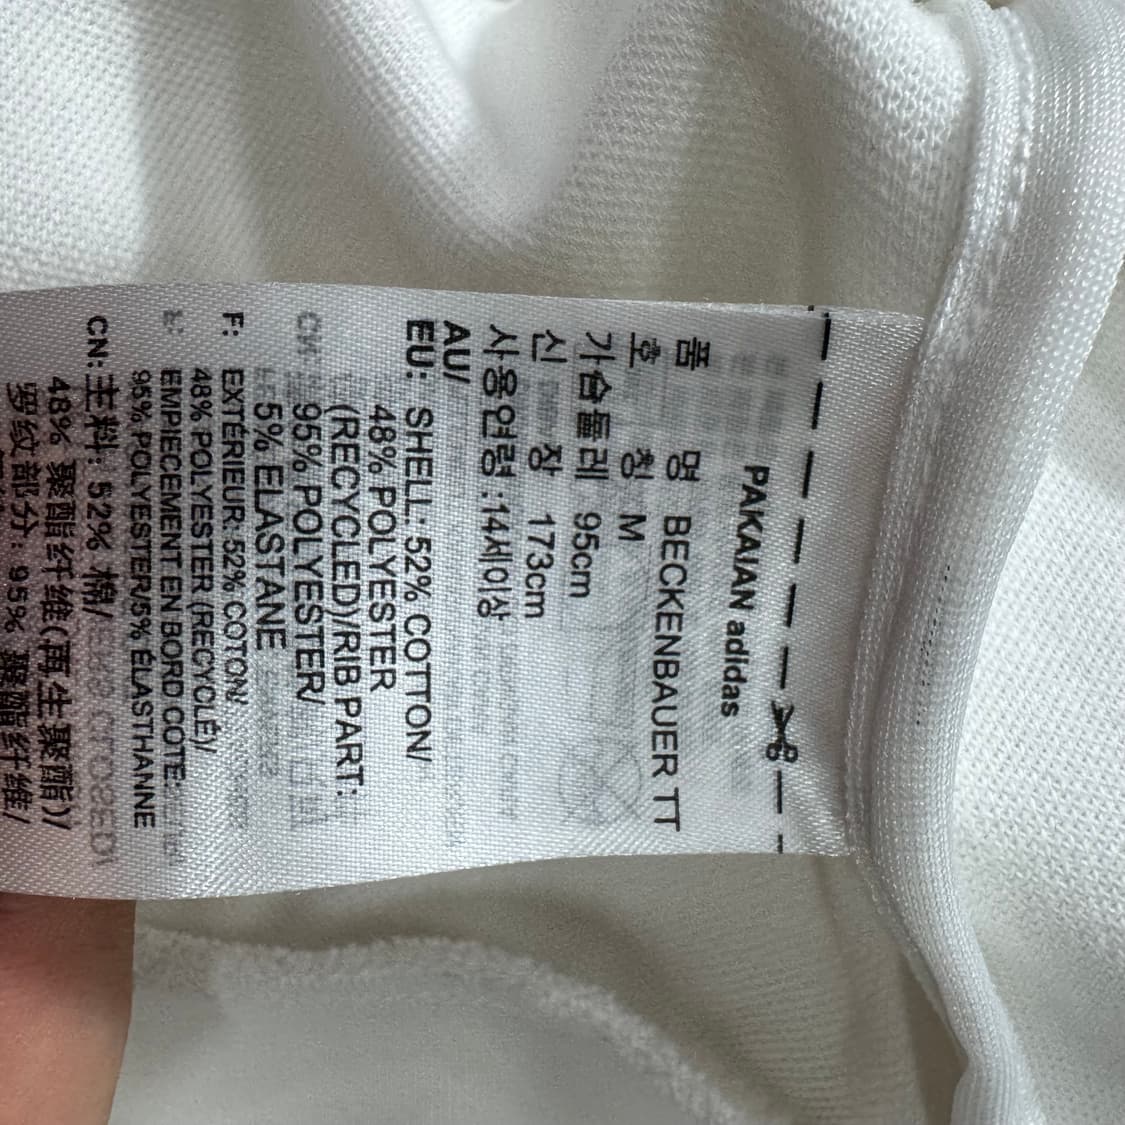 PAKAIAN adidas
품 명 BECKENBAUER TT
호 칭 M
가슴둘레 95cm
신 장 173cm
사용연령 :14세이상
AU/
EU: SHELL: 52% COTTON/
48% POLYESTER
(RECYCLED)/RIB PART:
95% POLYESTER/
5% ELASTANE
F: EXTÉRIEUR: 52% COTON/
48% POLYESTER (RECYCLÉ)/
EMPIECEMENT EN BORD CÔTE:
95% POLYESTER/5% ÉLASTHANNE
CN: 主料: 52% 棉/
48% 聚酯纤维(再生聚酯)/
罗纹部分: 95% 聚酯纤维/